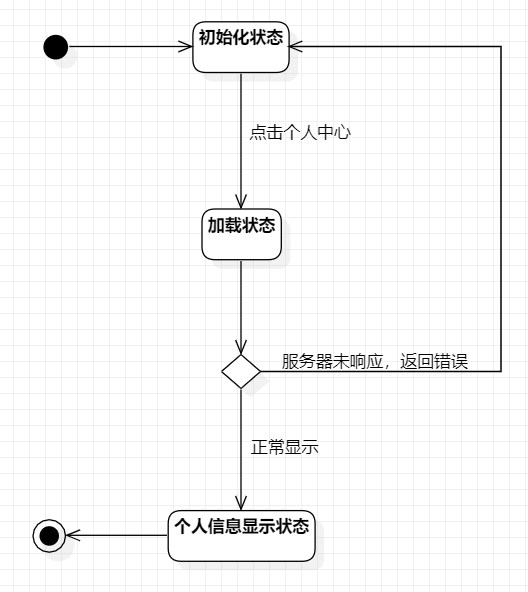 初始化状态
点击个人中心
加载状态
服务器未响应，返回错误
正常显示
个人信息显示状态